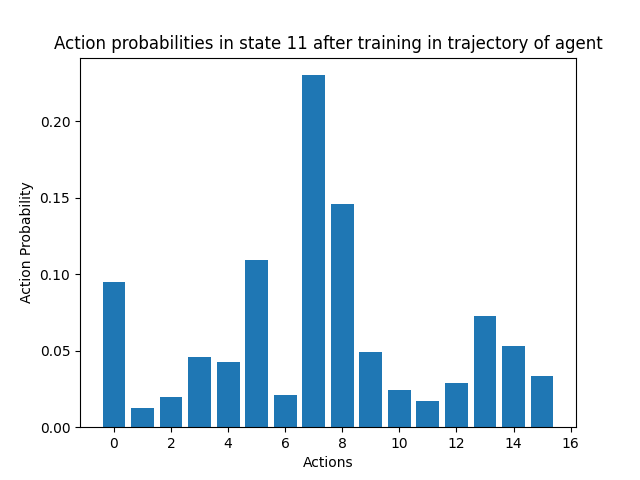 Action probabilities in state 11 after training in trajectory of agent
0.20
0.15
0.10
0.05
0.00
Action Probability
0 2 4 6 8 10 12 14 16
Actions